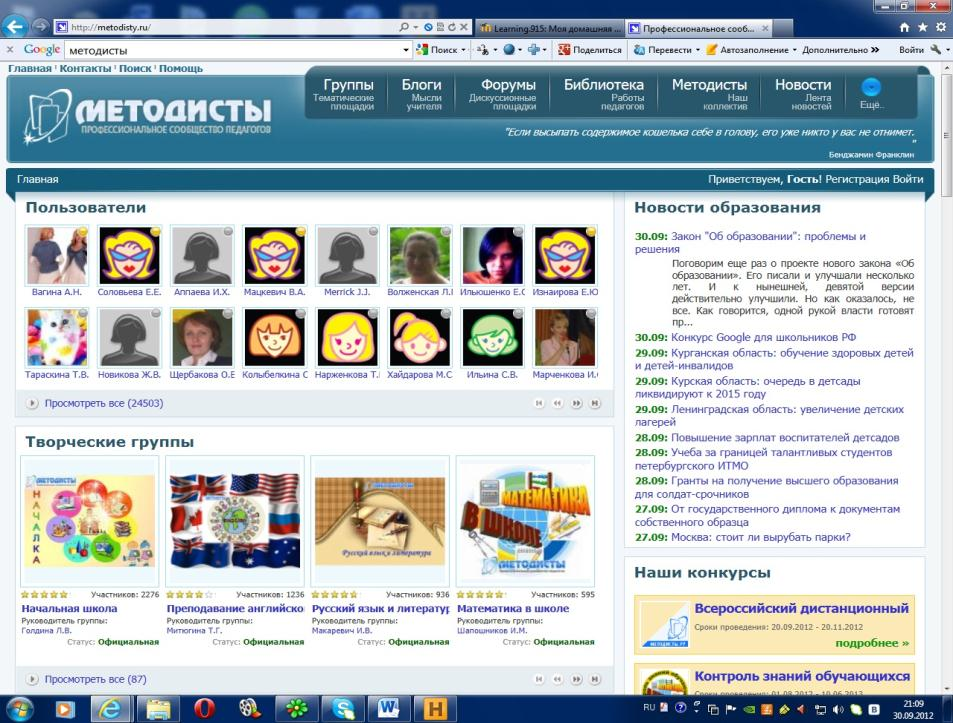 http://metodisty.ru/
Learning.915: Моя домашняя ...
Профессиональное сооб...
Google
методисты
Поиск
Поделиться
Перевести
Автозаполнение
Дополнительно »
Войти
Главная Контакты Поиск Помощь
МЕТОДИСТЫ
ПРОФЕССИОНАЛЬНОЕ СООБЩЕСТВО ПЕДАГОГОВ
Группы
Тематические
площадки
Блоги
Мысли
учителя
Форумы
Дискуссионные
площадки
Библиотека
Работы
педагогов
Методисты
Наш
коллектив
Новости
Лента
новостей
Ещё..
"Если высыпать содержимое кошелька себе в голову, его уже никто у вас не отнимет.
"
Бенджамин Франклин
Главная
Приветствуем, Гость! Регистрация Войти
Пользователи
Вагина А.Н. Соловьева Е.Е. Аппаева И.Х. Мацкевич В.А. Merrick J.J. Волженская Л. Ильюшенко Е. Изнаирова Е.Ю
Тараскина Т.В. Новикова Ж.В. Щербакова О.Е Колыбелкина С Нарженкова Т. Хайдарова М.С Ильина С.В. Марченкова И.
Просмотреть все (24503)
Творческие группы
МЕТОДИСТЫ
НАЧАЛКА
Русский язык и литература
МАТЕМАТИКА
В ШКОЛЕ
МЕТОДИСТЫ
Участников: 2276
Начальная школа
Руководитель группы:
Голдина Л.В.
Статус: Официальная
Участников: 1236
Преподавание английско
Руководитель группы:
Митюгина Т.Г.
Статус: Официальная
Участников: 936
Русский язык и литерату
Руководитель группы:
Макаревич И.В.
Статус: Официальная
Участников: 595
Математика в школе
Руководитель группы:
Шапошников И.М.
Статус: Официальная
Просмотреть все (87)
Новости образования
30.09: Закон "Об образовании": проблемы и
решения
Поговорим еще раз о проекте нового закона «Об
образовании». Его писали и улучшали несколько
лет. И к нынешней, девятой версии
действительно улучшили. Но как оказалось, не
все. Как говорится, одной рукой власти готовят
пр...
30.09: Конкурс Google для школьников РФ
29.09: Курганская область: обучение здоровых детей
и детей-инвалидов
29.09: Курская область: очередь в детсады
ликвидируют к 2015 году
29.09: Ленинградская область: увеличение детских
лагерей
28.09: Повышение зарплат воспитателей детсадов
28.09: Учеба за границей талантливых студентов
петербургского ИТМО
28.09: Гранты на получение высшего образования
для солдат-срочников
27.09: От государственного диплома к документам
собственного образца
27.09: Москва: стоит ли вырубать парки?
Наши конкурсы
МЕТОДИСТЫ.РУ
Всероссийский дистанционный
Сроки проведения: 20.09.2012 - 20.11.2012
подробнее »
Контроль знаний обучающихся
Сроки проведения: 01.08.2012 - 10.06.2013
RU
21:09
30.09.2012